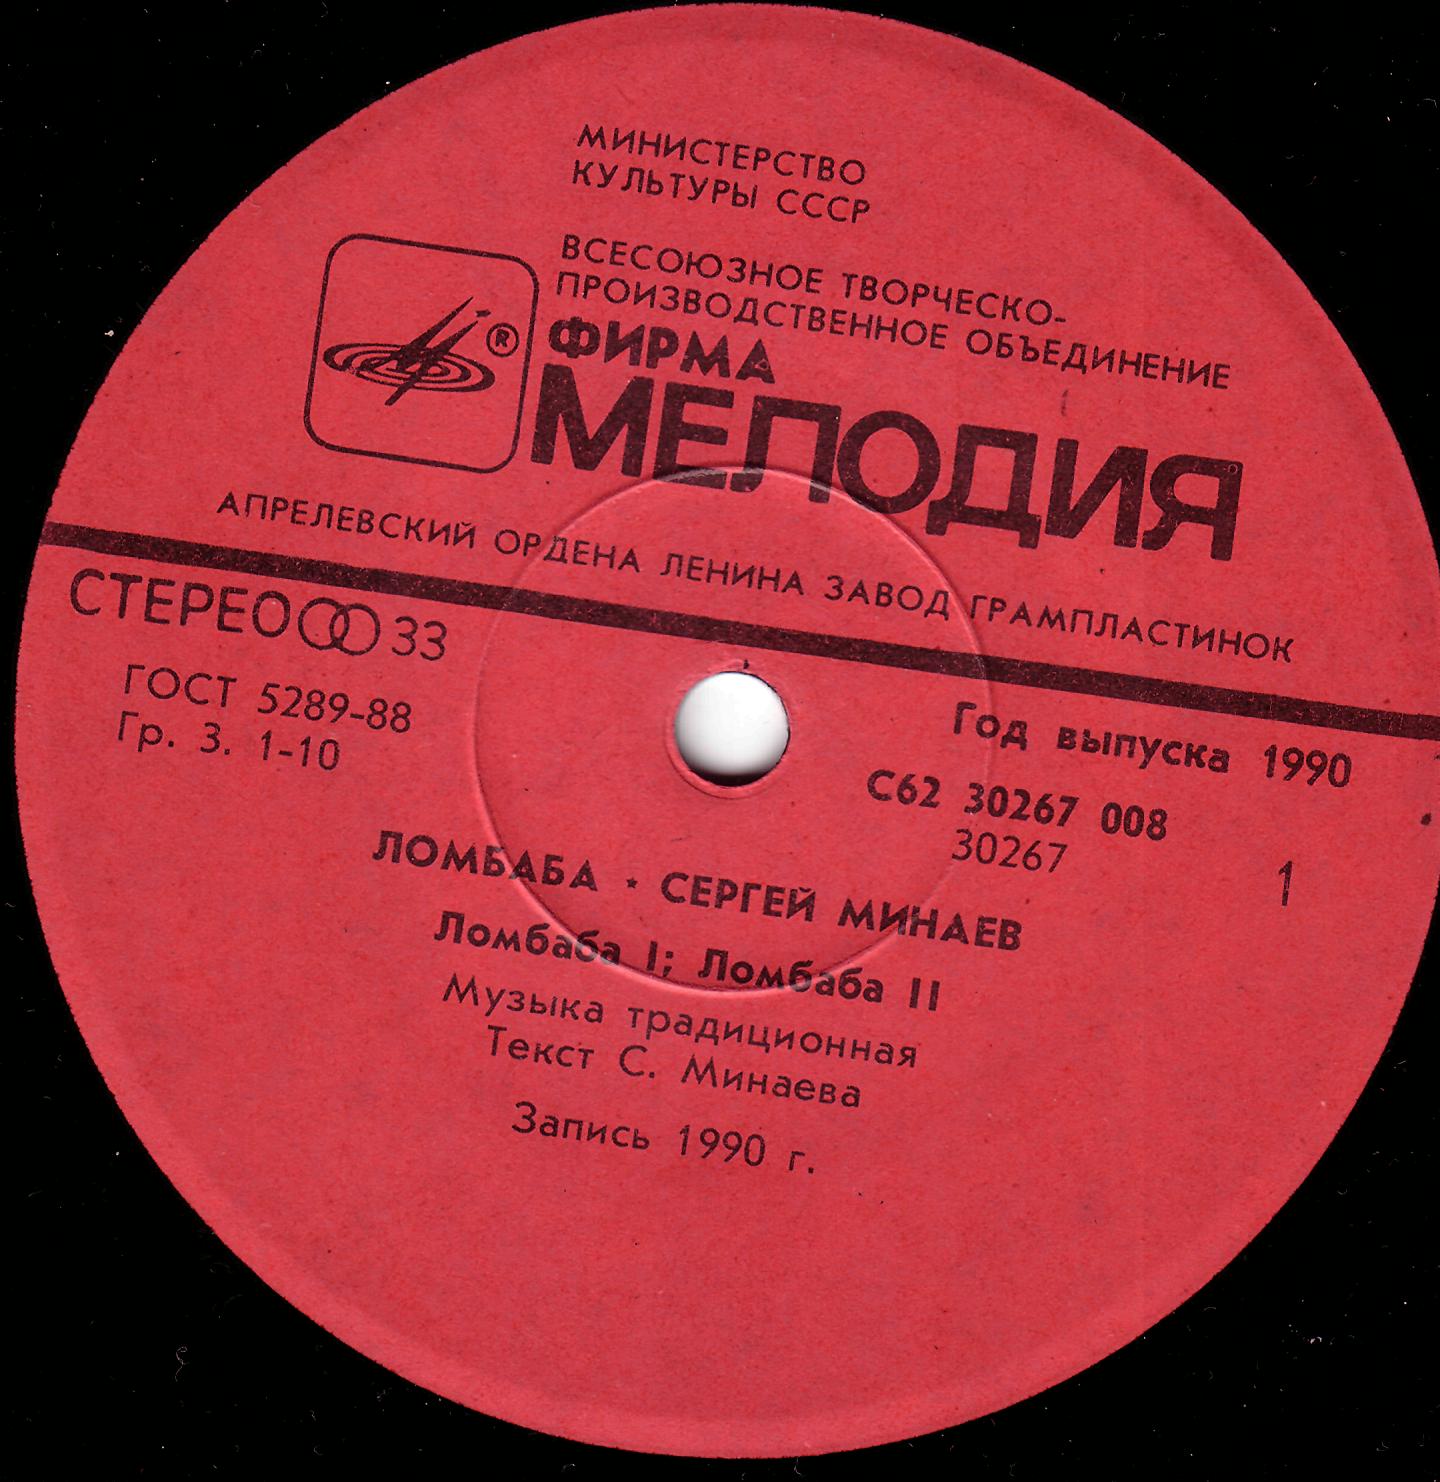 МИНИСТЕРСТВО
КУЛЬТУРЫ СССР
ВСЕСОЮЗНОЕ ТВОРЧЕСКО-
ПРОИЗВОДСТВЕННОЕ ОБЪЕДИНЕНИЕ
®
ФИРМА
МЕЛОДИЯ
АПРЕЛЕВСКИЙ ОРДЕНА ЛЕНИНА ЗАВОД ГРАМПЛАСТИНОК
СТЕРЕО 33
ГОСТ 5289-88
Гр. 3. 1-10
Год выпуска 1990
С62 30267 008
30267
1
ЛОМБАБА ⋆ СЕРГЕЙ МИНАЕВ
Ломбаба I; Ломбаба II
Музыка традиционная
Текст С. Минаева
Запись 1990 г.